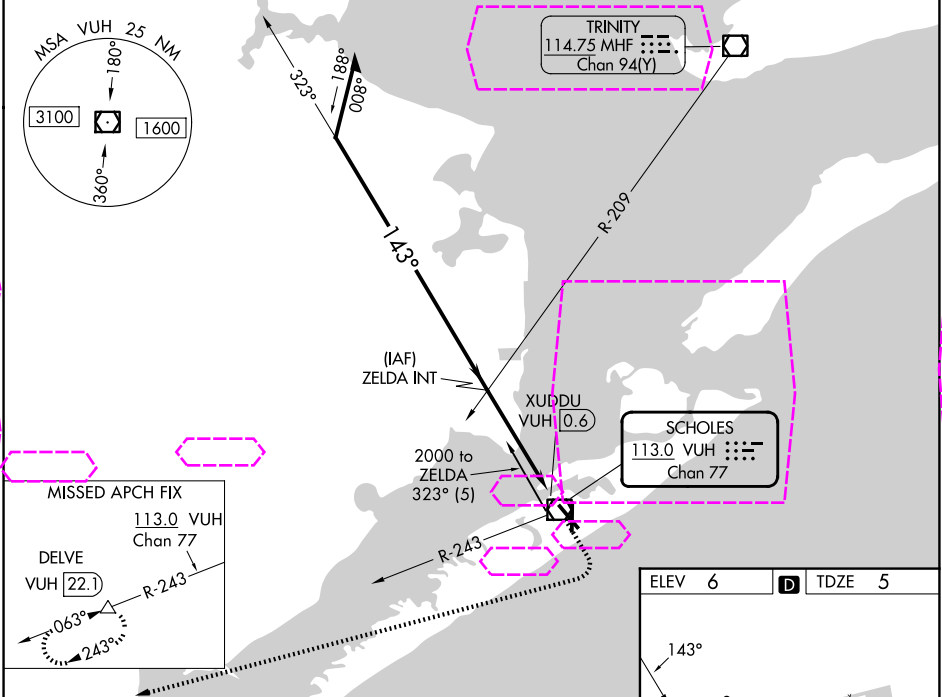 MSA VUH 25 NM
180°
3100
1600
360°
323°
188°
008°
TRINITY
114.75 MHF
Chan 94(Y)
R-209
143°
(IAF)
ZELDA INT
XUDDU
VUH 0.6
SCHOLES
113.0 VUH
Chan 77
2000 to
ZELDA
323° (5)
R-243
MISSED APCH FIX
113.0 VUH
Chan 77
DELVE
VUH 22.1
R-243
063°
243°
ELEV 6 D TDZE 5
143°